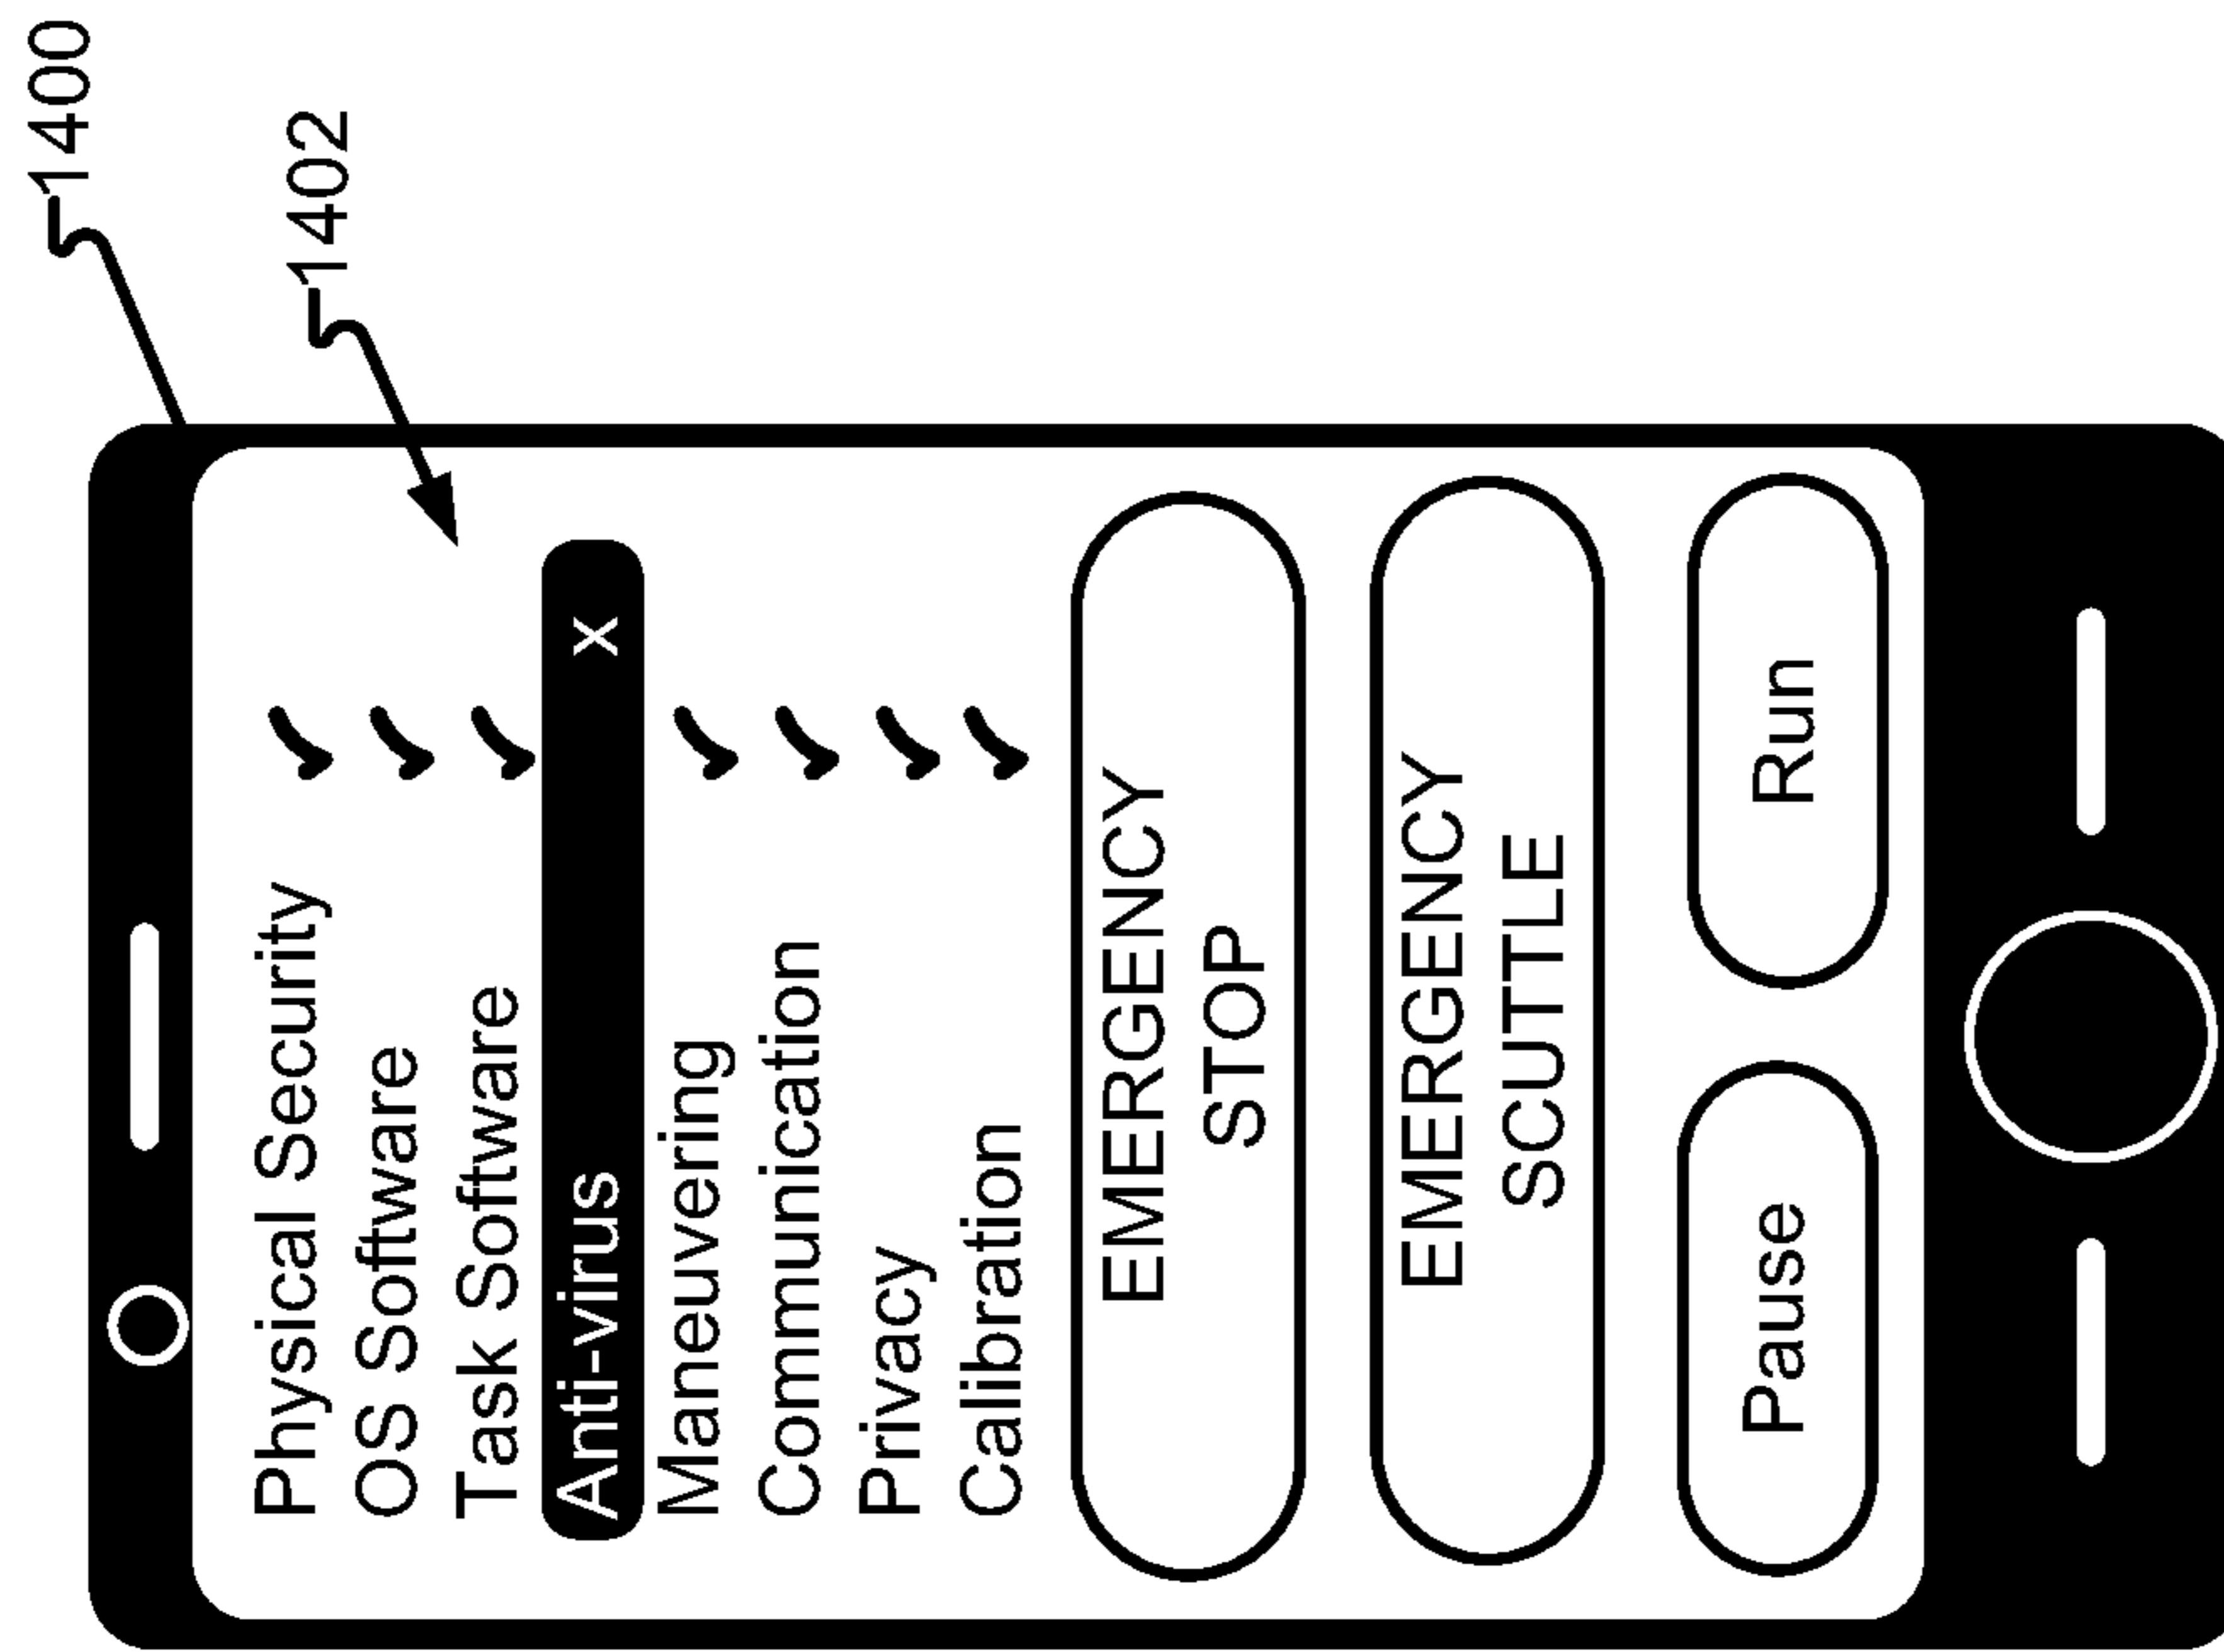 1400
1402
Physical Security ✓
OS Software ✓
Task Software ✓
Anti-virus x
Maneuvering ✓
Communication ✓
Privacy ✓
Calibration ✓
EMERGENCY
STOP
EMERGENCY
SCUTTLE
Pause Run